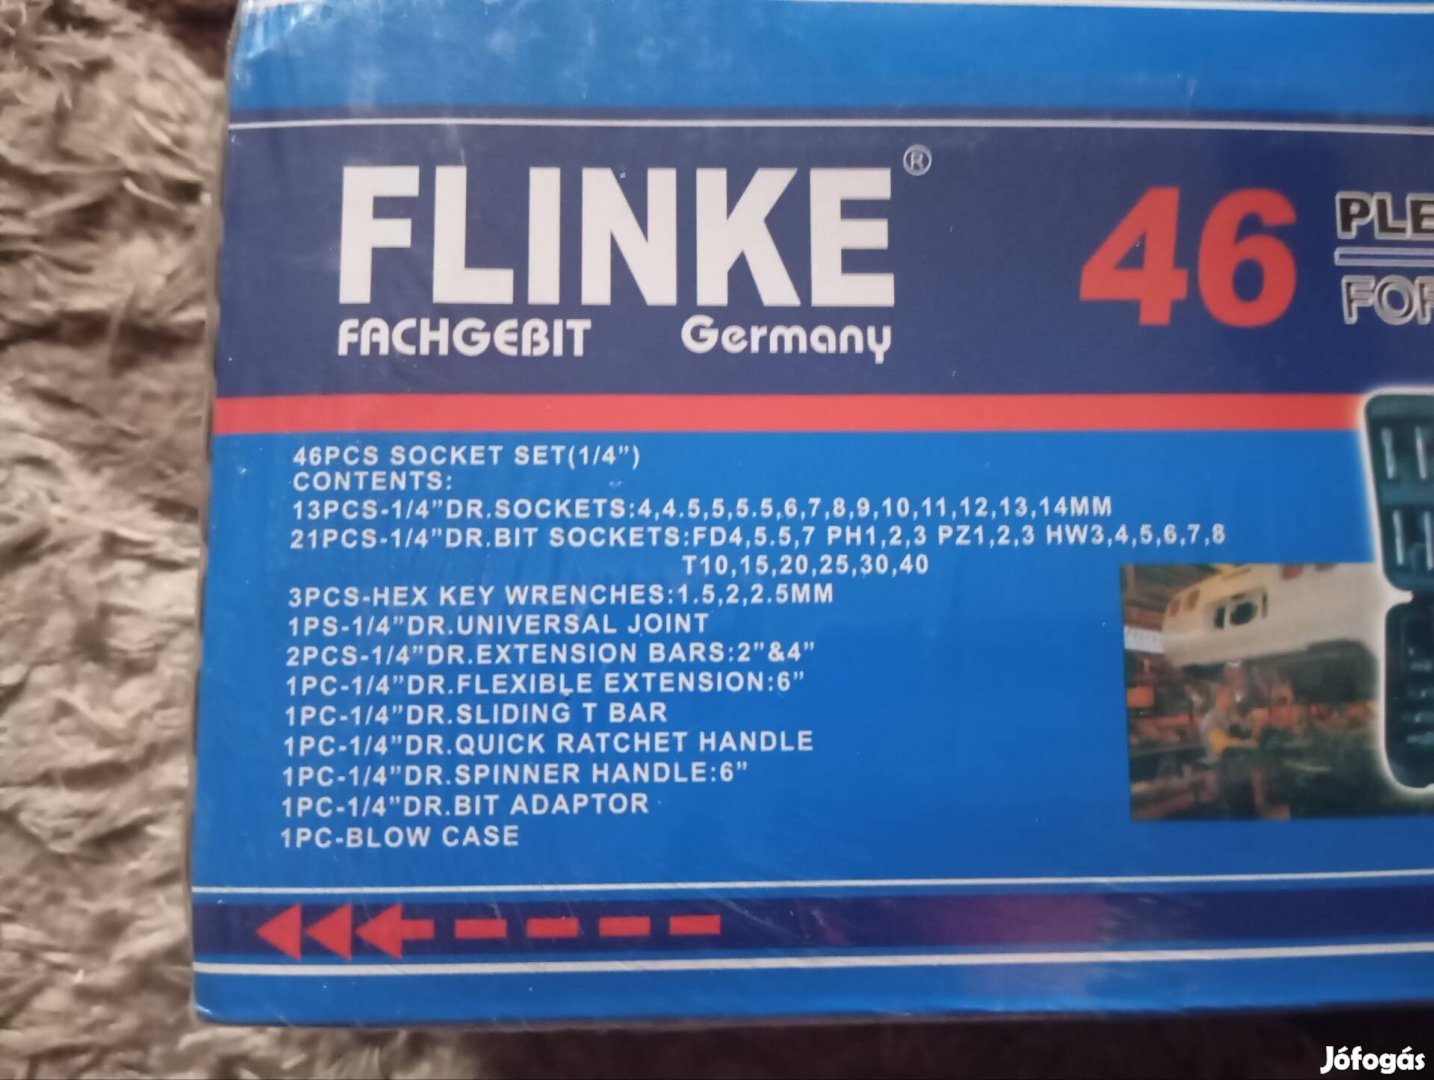 FLINKE®
FACHGEBIT Germany
46
46PCS SOCKET SET(1/4")
CONTENTS:
13PCS-1/4"DR.SOCKETS:4,4.5,5,5.5,6,7,8,9,10,11,12,13,14MM
21PCS-1/4"DR.BIT SOCKETS:FD4,5.5,7 PH1,2,3 PZ1,2,3 HW3,4,5,6,7,8
T10,15,20,25,30,40
3PCS-HEX KEY WRENCHES:1.5,2,2.5MM
1PS-1/4"DR.UNIVERSAL JOINT
2PCS-1/4"DR.EXTENSION BARS:2"&4"
1PC-1/4"DR.FLEXIBLE EXTENSION:6"
1PC-1/4"DR.SLIDING T BAR
1PC-1/4"DR.QUICK RATCHET HANDLE
1PC-1/4"DR.SPINNER HANDLE:6"
1PC-1/4"DR.BIT ADAPTOR
1PC-BLOW CASE
Jófogás